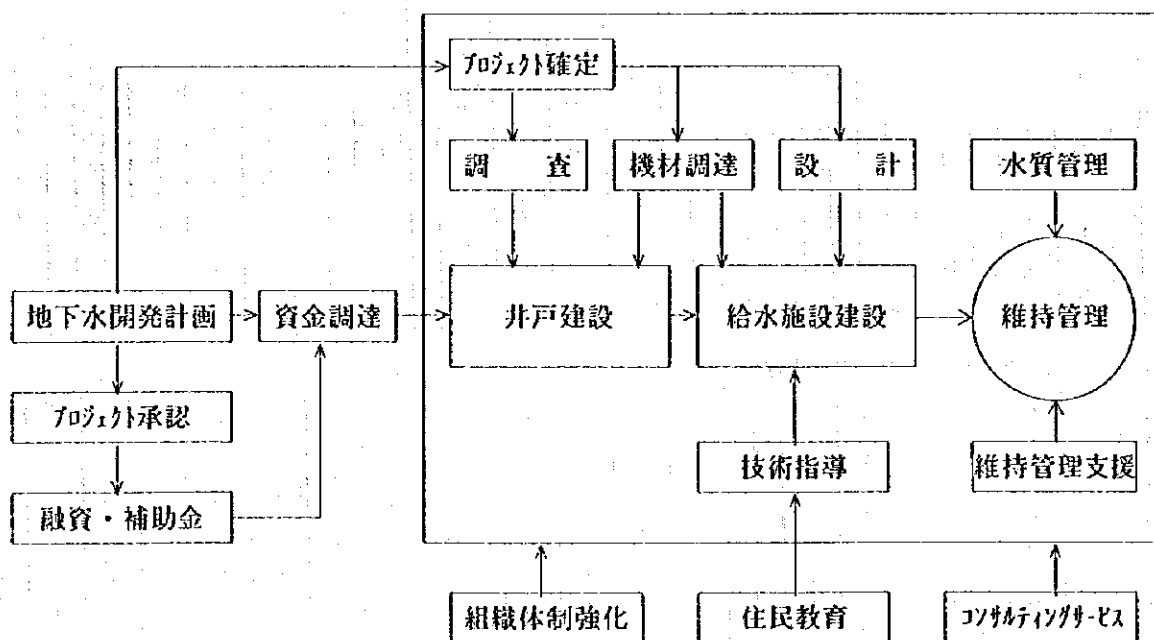 プロジェクト確定
調　査
機材調達
設　計
水質管理
地下水開発計画
資金調達
井戸建設
給水施設建設
維持管理
プロジェクト承認
技術指導
維持管理支援
融資・補助金
組織体制強化
住民教育
コンサルティングサービス